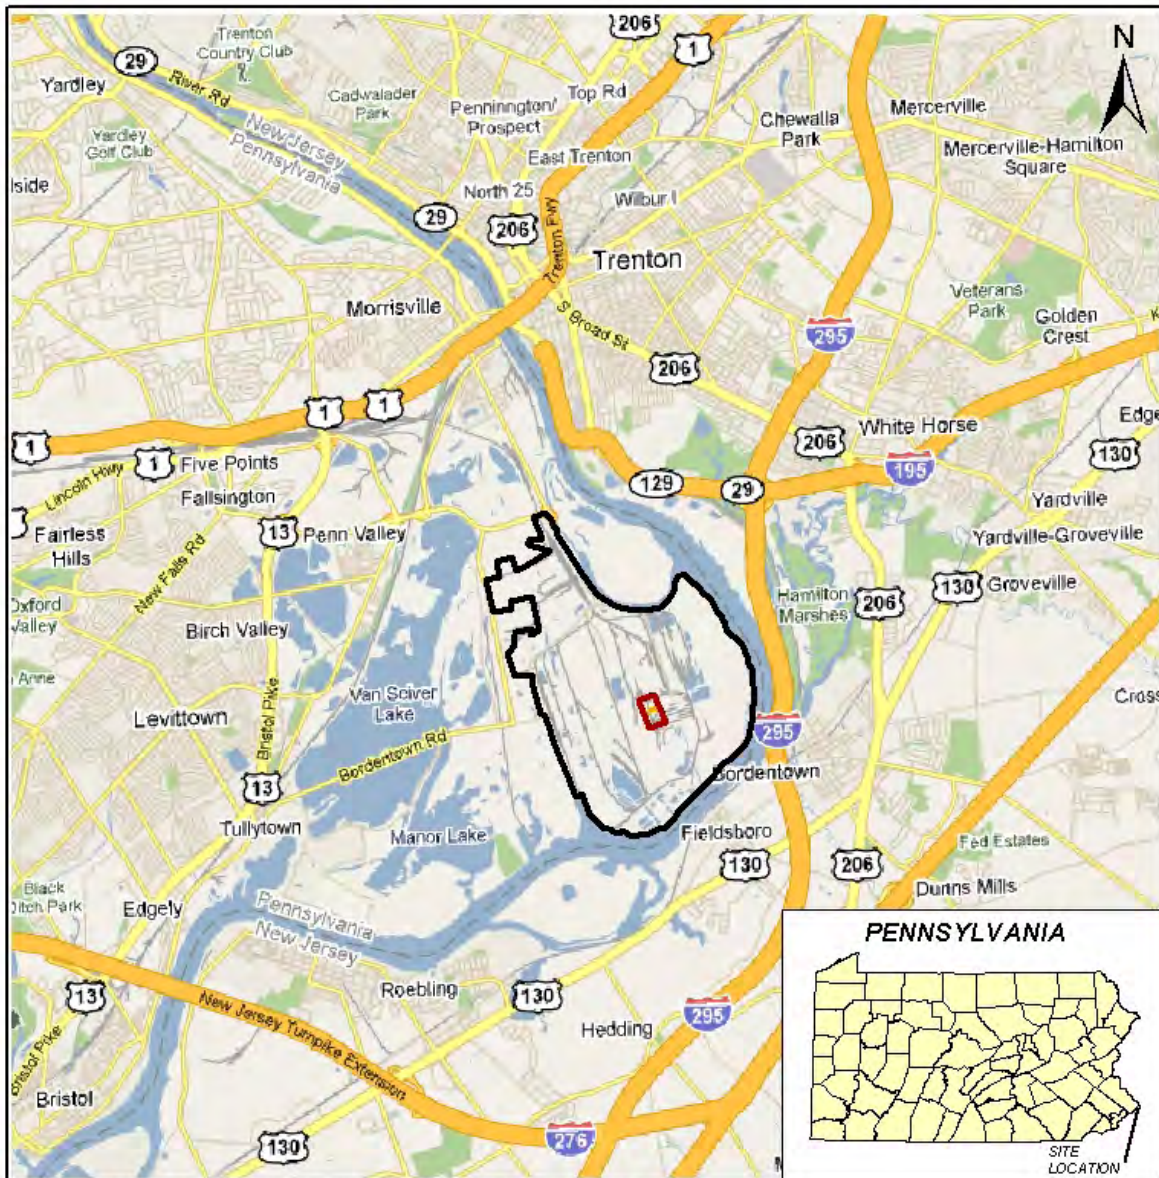 206
Trenton
Country Club
1
N
29
Yardley
River Rd
Cadwalader
Park
Top Rd
Pennington/
Prospect
Chewalla
Park
Mercerville
Mercerville-Hamilton
Square
New Jersey
Pennsylvania
Yardley
Golf Club
East Trenton
North 25
Wilbur I
29
206
Trenton Fwy
Trenton
Morrisville
S Broad St
Veterans
Park
Golden
Crest
295
206
1
1
1
1
Five Points
Lincoln Hwy
Fallsington
206
White Horse
195
130
129
29
Yardville
Yardville-Groveville
Fairless
Hills
13
Penn Valley
New Falls Rd
Oxford
Valley
Birch Valley
Hamilton
Marshes
206
130
Groveville
Van Sciver
Lake
Levittown
Bristol Pike
Bordentown Rd
295
Bordentown
13
Tullytown
Manor Lake
Fieldsboro
130
206
Fed Estates
Dunns Mills
Black
Ditch Park
Edgely
Pennsylvania
New Jersey
Roebling
130
13
New Jersey Turnpike Extension
Hedding
295
Bristol Pike
Bristol
130
276
PENNSYLVANIA
SITE
LOCATION